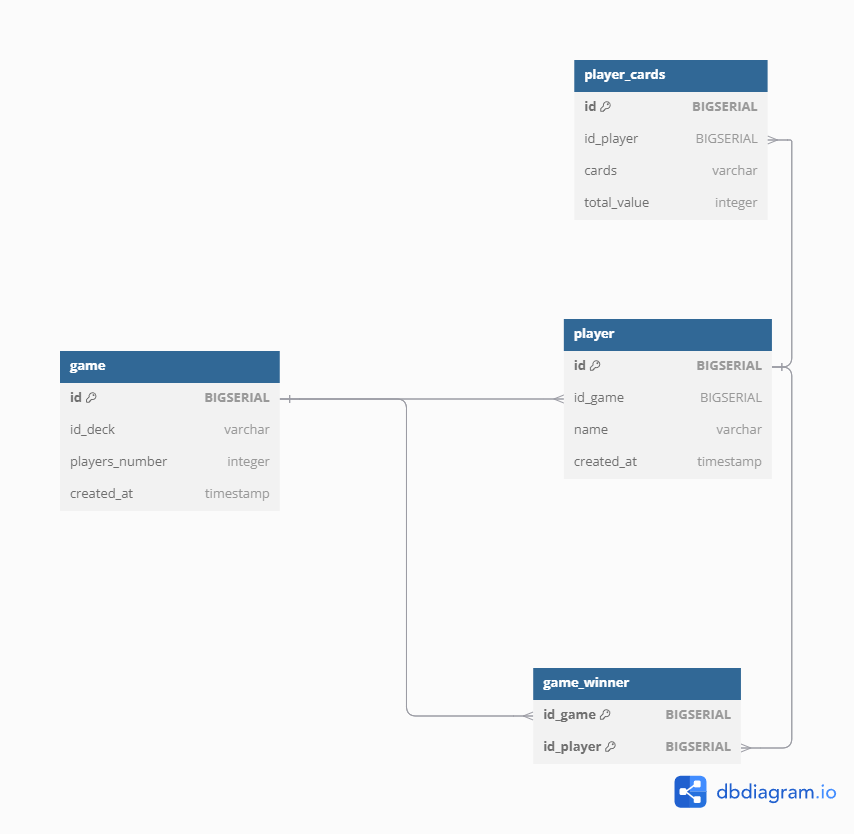 player_cards
id BIGSERIAL
id_player BIGSERIAL
cards varchar
total_value integer
player
id BIGSERIAL
id_game BIGSERIAL
name varchar
created_at timestamp
game
id BIGSERIAL
id_deck varchar
players_number integer
created_at timestamp
game_winner
id_game BIGSERIAL
id_player BIGSERIAL
dbdiagram.io